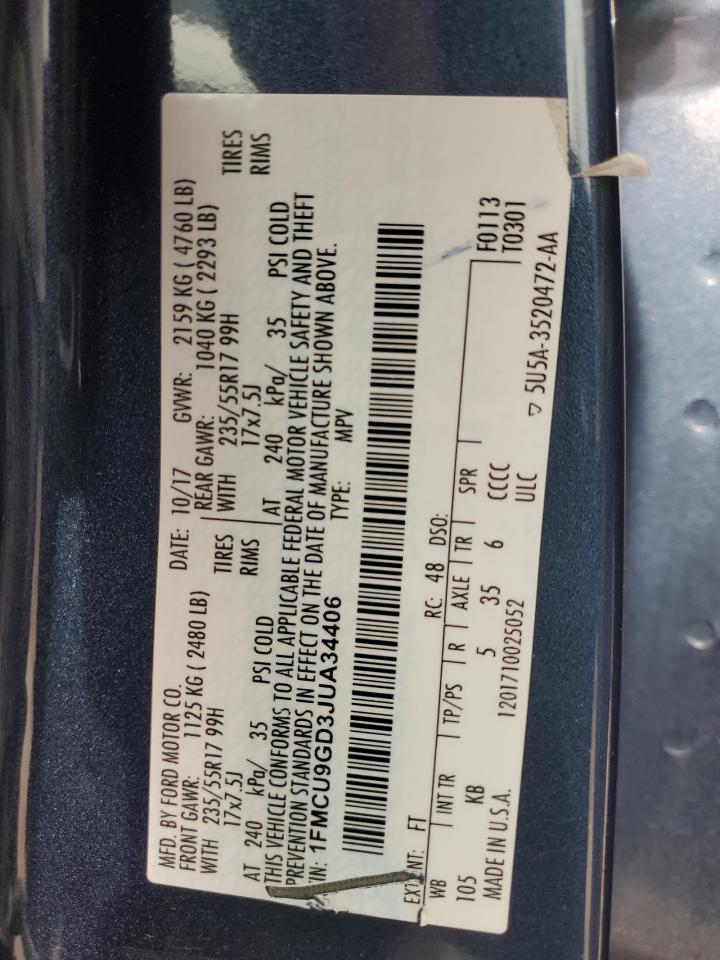 MFD. BY FORD MOTOR CO.
DATE: 10/17 GVWR: 2159 KG ( 4760 LB)
FRONT GAWR: 1125 KG ( 2480 LB)
REAR GAWR: 1040 KG ( 2293 LB)
WITH 235/55R17 99H TIRES
WITH 235/55R17 99H TIRES
17x7.5J RIMS
17x7.5J RIMS
AT 240 kPa/ 35 PSI COLD
AT 240 kPa/ 35 PSI COLD
THIS VEHICLE CONFORMS TO ALL APPLICABLE FEDERAL MOTOR VEHICLE SAFETY AND THEFT
PREVENTION STANDARDS IN EFFECT ON THE DATE OF MANUFACTURE SHOWN ABOVE.
VIN: 1FMCU9GD3JUA34406 TYPE: MPV
EXT PNT: FT RC: 48 DSO:
WB INT TR TP/PS R AXLE TR SPR
F0113
T0301
105 KB 5 35 6 CCCC
MADE IN U.S.A. 1201710025052 ULC
▽ 5U5A-3520472-AA